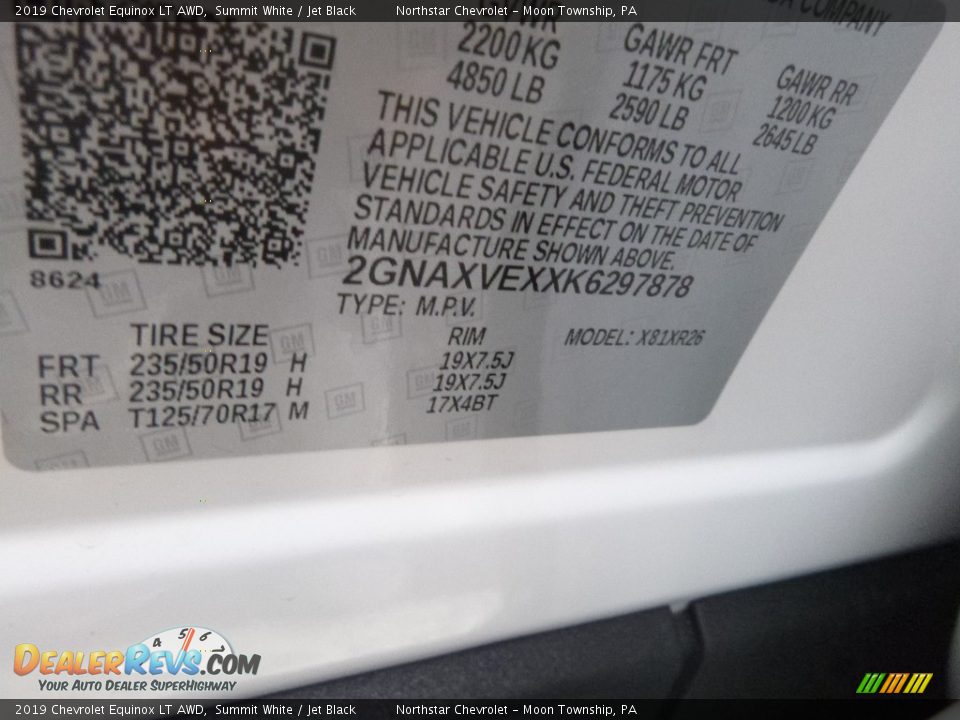 2019 Chevrolet Equinox LT AWD, Summit White / Jet Black Northstar Chevrolet – Moon Township, PA
COMPANY
GAWR FRT GAWR RR
2200 KG 1175 KG 1200 KG
4850 LB 2590 LB 2645 LB
THIS VEHICLE CONFORMS TO ALL
APPLICABLE U.S. FEDERAL MOTOR
VEHICLE SAFETY AND THEFT PREVENTION
STANDARDS IN EFFECT ON THE DATE OF
MANUFACTURE SHOWN ABOVE.
8624 2GNAXVEXXK6297878
TYPE: M.P.V.
TIRE SIZE RIM MODEL: X81XR26
FRT 235/50R19 H 19X7.5J
RR 235/50R19 H 19X7.5J
SPA T125/70R17 M 17X4BT
GM
4 5 6
DEALERREVS.COM
YOUR AUTO DEALER SUPERHIGHWAY
2019 Chevrolet Equinox LT AWD, Summit White / Jet Black Northstar Chevrolet – Moon Township, PA